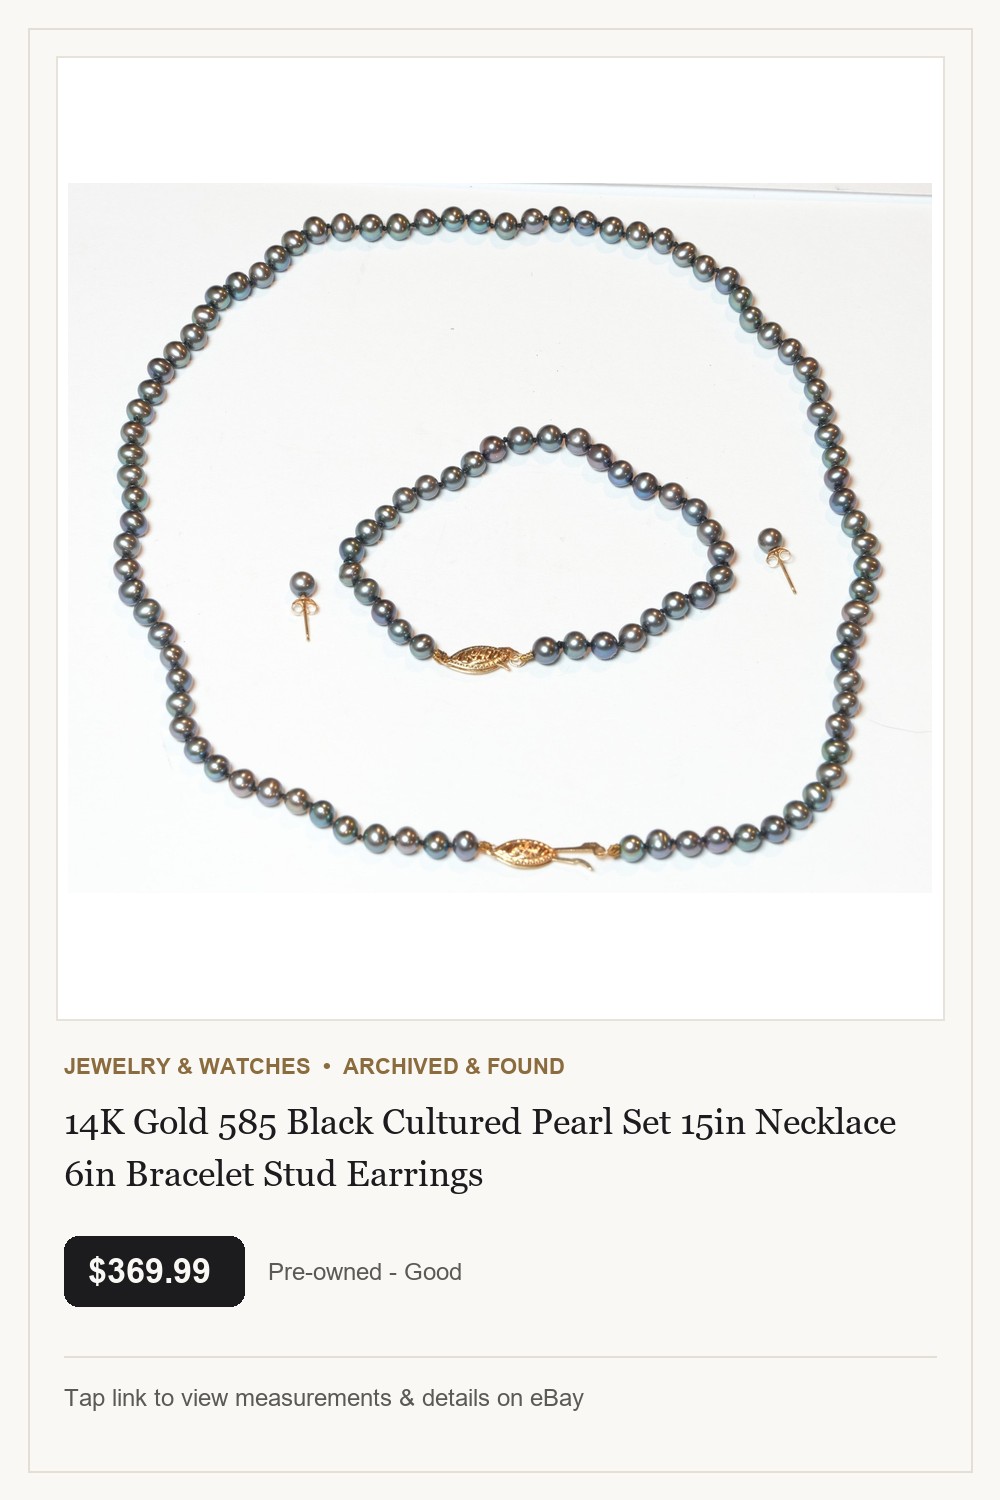 JEWELRY & WATCHES • ARCHIVED & FOUND
14K Gold 585 Black Cultured Pearl Set 15in Necklace
6in Bracelet Stud Earrings
$369.99 Pre-owned - Good
Tap link to view measurements & details on eBay